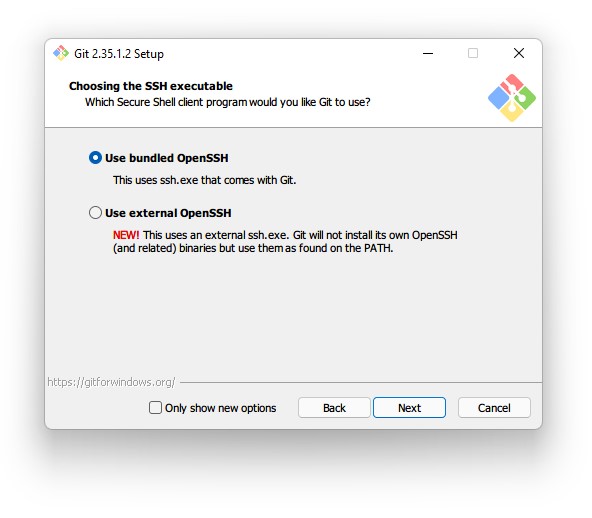 Git 2.35.1.2 Setup
Choosing the SSH executable
Which Secure Shell client program would you like Git to use?
Use bundled OpenSSH
This uses ssh.exe that comes with Git.
Use external OpenSSH
NEW! This uses an external ssh.exe. Git will not install its own OpenSSH
(and related) binaries but use them as found on the PATH.
https://gitforwindows.org/
Only show new options
Back
Next
Cancel